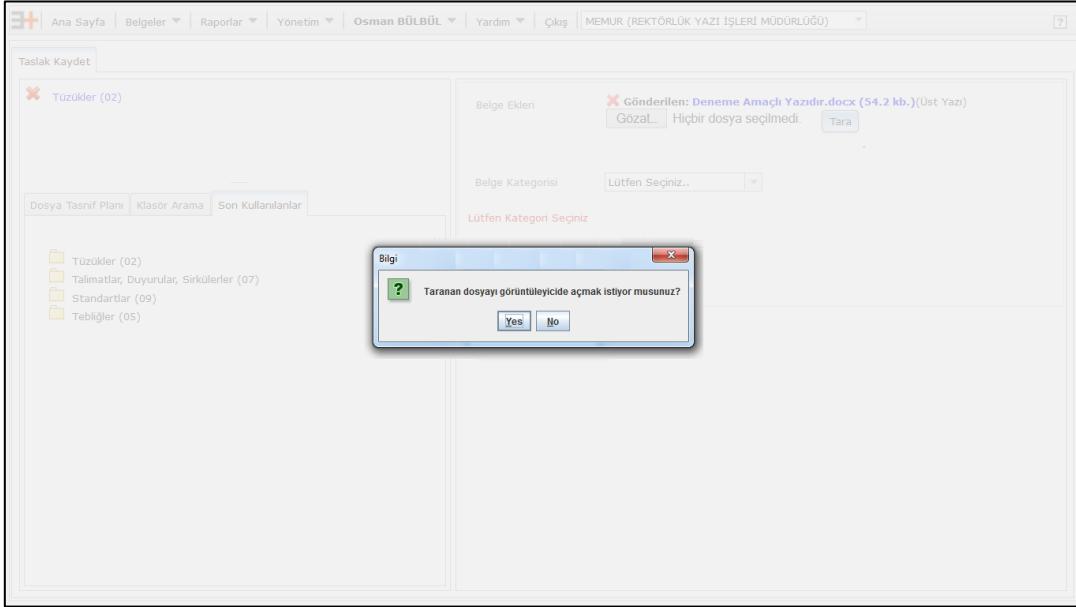 Ana Sayfa Belgeler Raporlar Yönetim Osman BÜLBÜL Yardım Çıkış MEMUR (REKTÖRLÜK YAZI İŞLERİ MÜDÜRLÜĞÜ) ?
Taslak Kaydet
Tüzükler (02)
Dosya Tasnif Planı Klasör Arama Son Kullanılanlar
Tüzükler (02)
Talimatlar, Duyurular, Sirkülerler (07)
Standartlar (09)
Tebliğler (05)
Belge Ekleri
Gönderilen: Deneme Amaçlı Yazıdır.docx (54.2 kb.)(Üst Yazı)
Gözat... Hiçbir dosya seçilmedi. Tara
Belge Kategorisi Lütfen Seçiniz..
Lütfen Kategori Seçiniz
Bilgi
Taranan dosyayı görüntüleyicide açmak istiyor musunuz?
Yes No